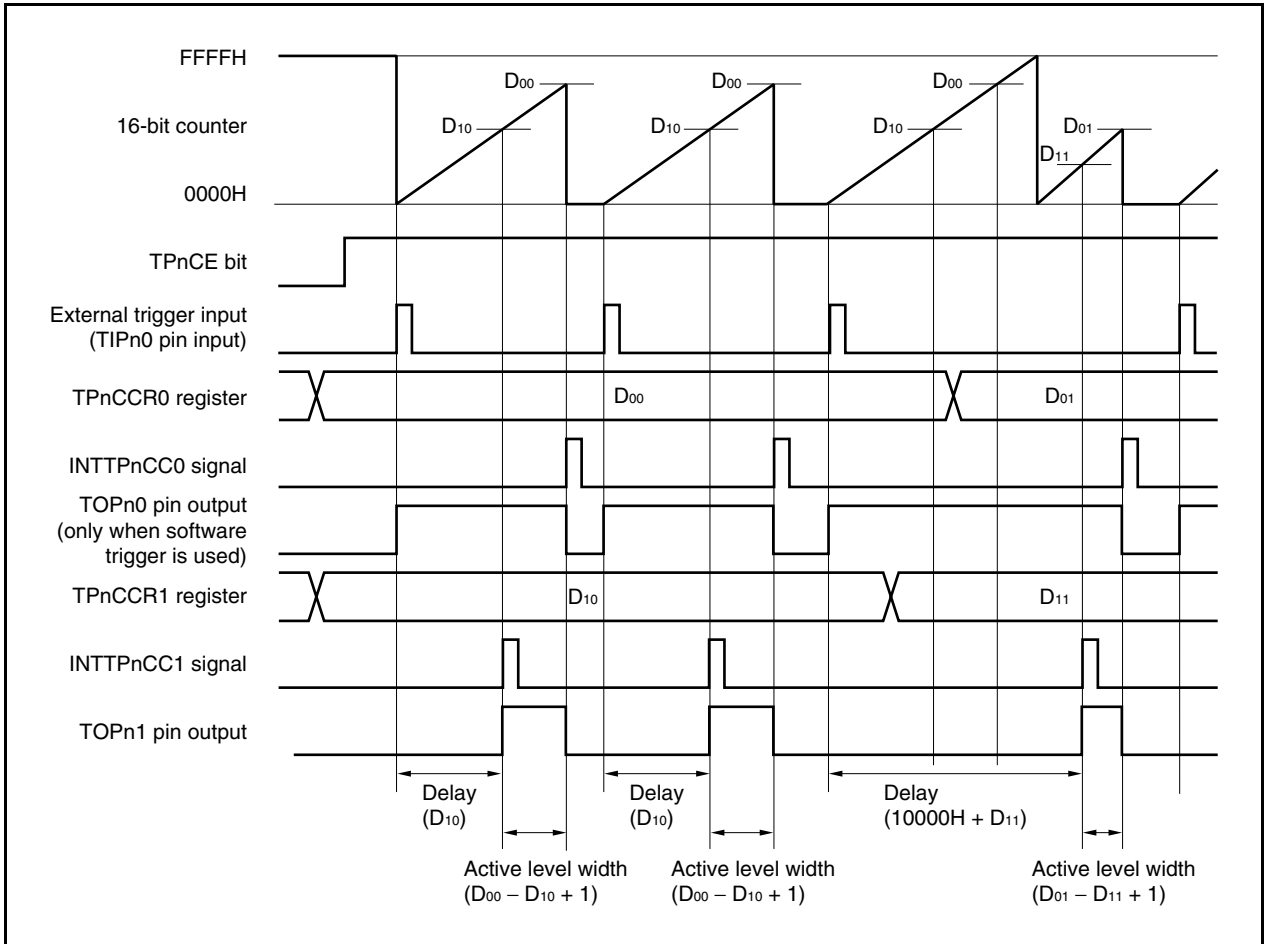 FFFFH
D00
D00
D00
16-bit counter
D10
D10
D10
D01
D11
0000H
TPnCE bit
External trigger input
(TIPn0 pin input)
TPnCCR0 register
D00
D01
INTTPnCC0 signal
TOPn0 pin output
(only when software
trigger is used)
TPnCCR1 register
D10
D11
INTTPnCC1 signal
TOPn1 pin output
Delay
(D10)
Delay
(D10)
Delay
(10000H + D11)
Active level width
(D00 − D10 + 1)
Active level width
(D00 − D10 + 1)
Active level width
(D01 − D11 + 1)